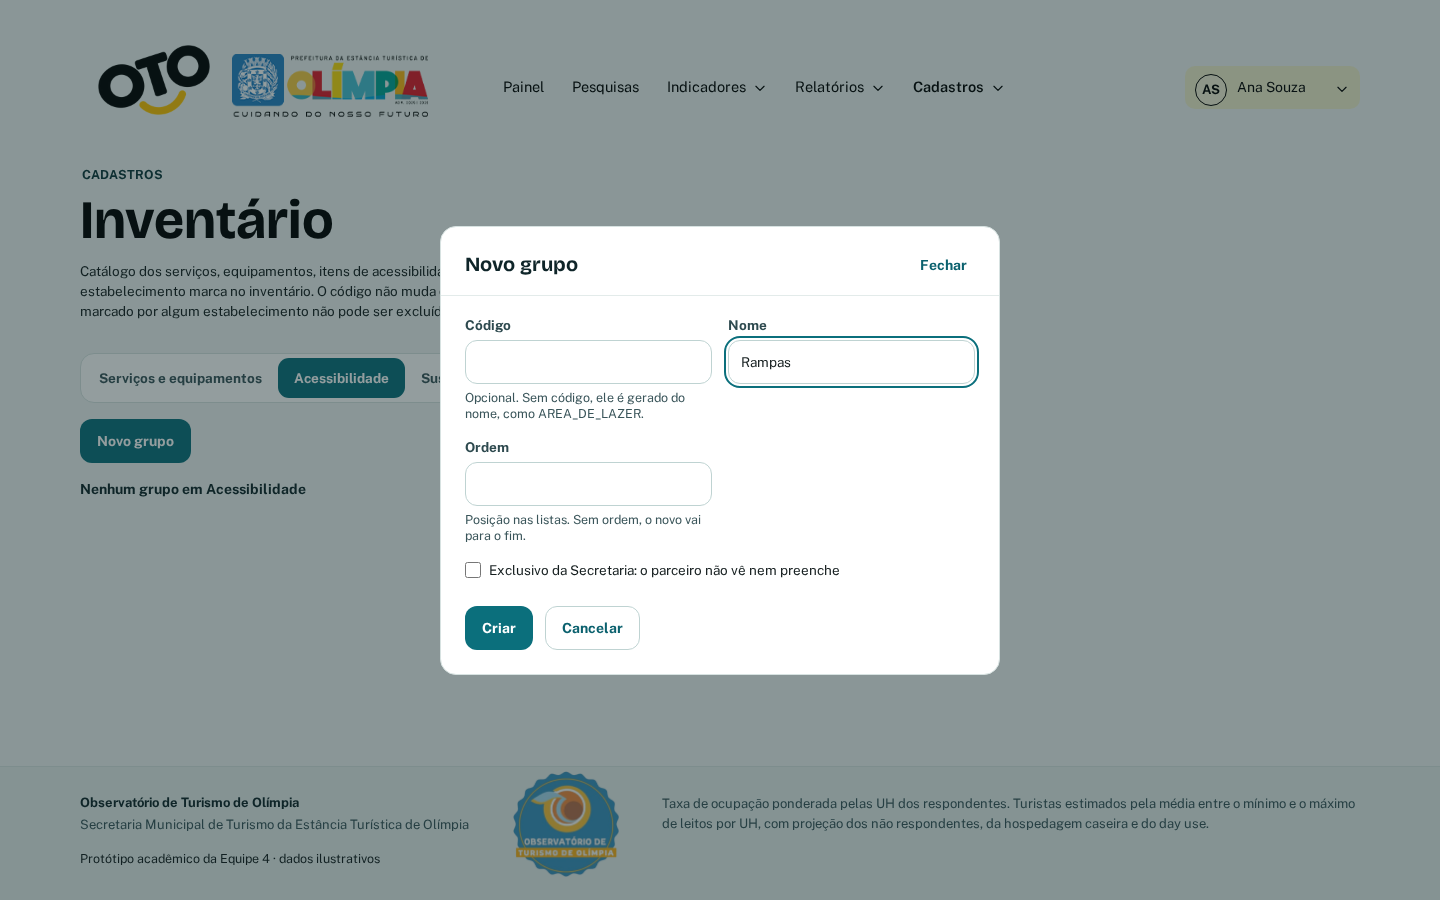 OTO
PREFEITURA DA ESTÂNCIA TURÍSTICA DE
OLÍMPIA
CUIDANDO DO NOSSO FUTURO
Painel
Pesquisas
Indicadores
Relatórios
Cadastros
AS
Ana Souza
CADASTROS
Inventário
Catálogo dos serviços, equipamentos, itens de
estabelecimento marca no inventário. O código não muda
marcado por algum estabelecimento não pode ser
Serviços e equipamentos
Acessibilidade
Novo grupo
Nenhum grupo em Acessibilidade
Novo grupo
Fechar
Código
Nome
Rampas
Opcional. Sem código, ele é gerado do
nome, como AREA_DE_LAZER.
Ordem
Posição nas listas. Sem ordem, o novo vai
para o fim.
Exclusivo da Secretaria: o parceiro não vê nem preenche
Criar
Cancelar
Observatório de Turismo de Olímpia
Secretaria Municipal de Turismo da Estância Turística de Olímpia
Protótipo acadêmico da Equipe 4 · dados ilustrativos
OBSERVATÓRIO DE
TURISMO DE OLÍMPIA
Taxa de ocupação ponderada pelas UH dos respondentes. Turistas estimados pela média entre o mínimo e o máximo
de leitos por UH, com projeção dos não respondentes, da hospedagem caseira e do day use.